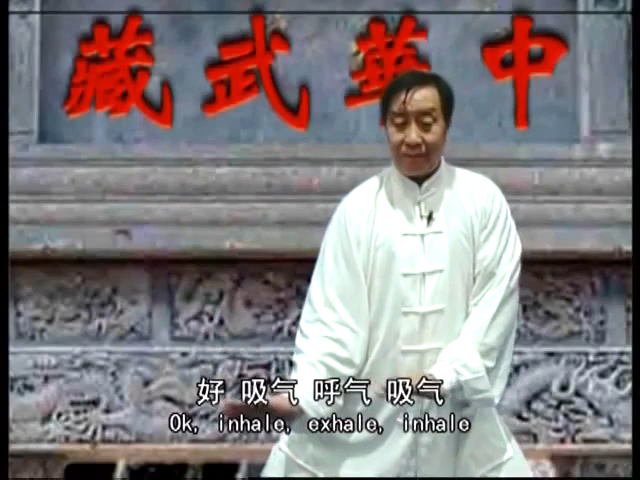 中華武藏
好 吸气 呼气 吸气
Ok, inhale, exhale, inhale